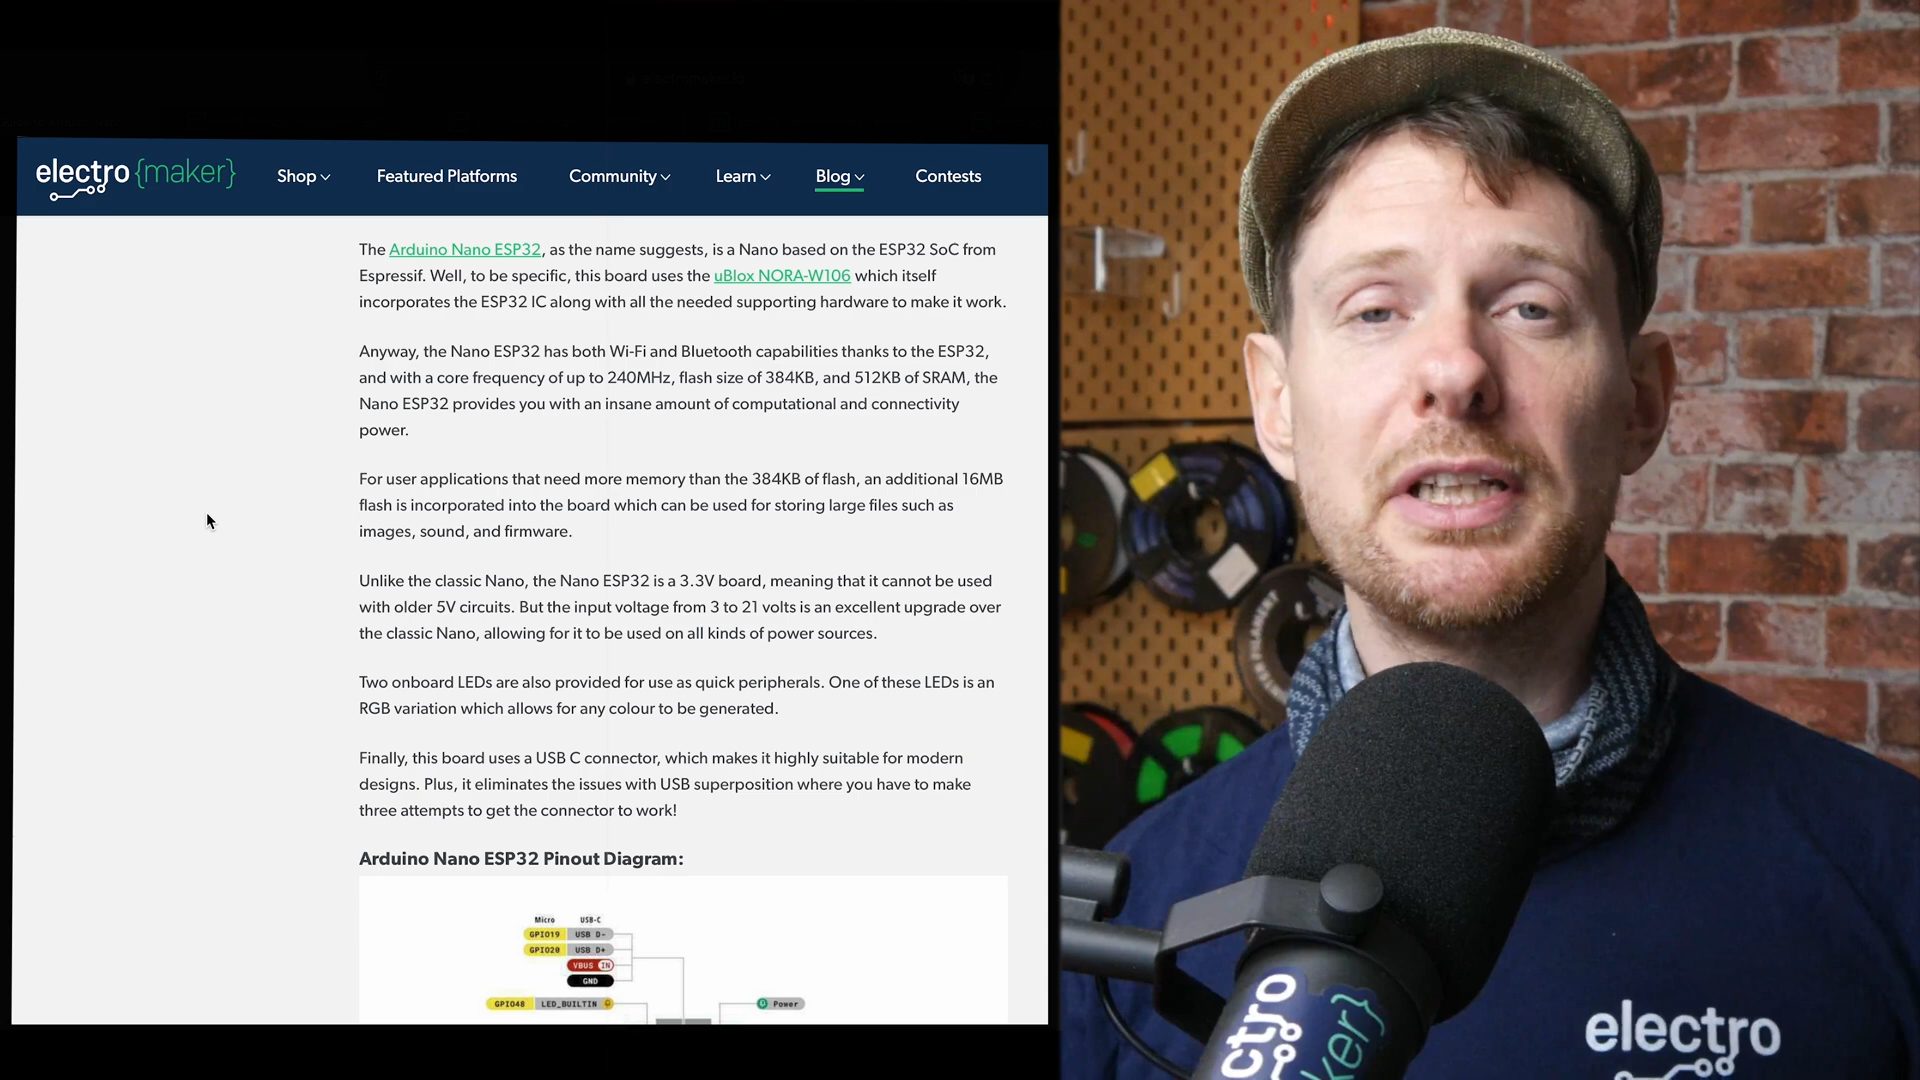 electro {maker}
Shop
Featured Platforms
Community
Learn
Blog
Contests
The Arduino Nano ESP32, as the name suggests, is a Nano based on the ESP32 SoC from
Espressif. Well, to be specific, this board uses the uBlox NORA-W106 which itself
incorporates the ESP32 IC along with all the needed supporting hardware to make it work.
Anyway, the Nano ESP32 has both Wi-Fi and Bluetooth capabilities thanks to the ESP32,
and with a core frequency of up to 240MHz, flash size of 384KB, and 512KB of SRAM, the
Nano ESP32 provides you with an insane amount of computational and connectivity
power.
For user applications that need more memory than the 384KB of flash, an additional 16MB
flash is incorporated into the board which can be used for storing large files such as
images, sound, and firmware.
Unlike the classic Nano, the Nano ESP32 is a 3.3V board, meaning that it cannot be used
with older 5V circuits. But the input voltage from 3 to 21 volts is an excellent upgrade over
the classic Nano, allowing for it to be used on all kinds of power sources.
Two onboard LEDs are also provided for use as quick peripherals. One of these LEDs is an
RGB variation which allows for any colour to be generated.
Finally, this board uses a USB C connector, which makes it highly suitable for modern
designs. Plus, it eliminates the issues with USB superposition where you have to make
three attempts to get the connector to work!
Arduino Nano ESP32 Pinout Diagram:
Micro USB-C
GPIO19 USB D-
GPIO20 USB D+
VBUS IN
GND
GPIO48 LED_BUILTIN
Power
ctro
ker}
electro